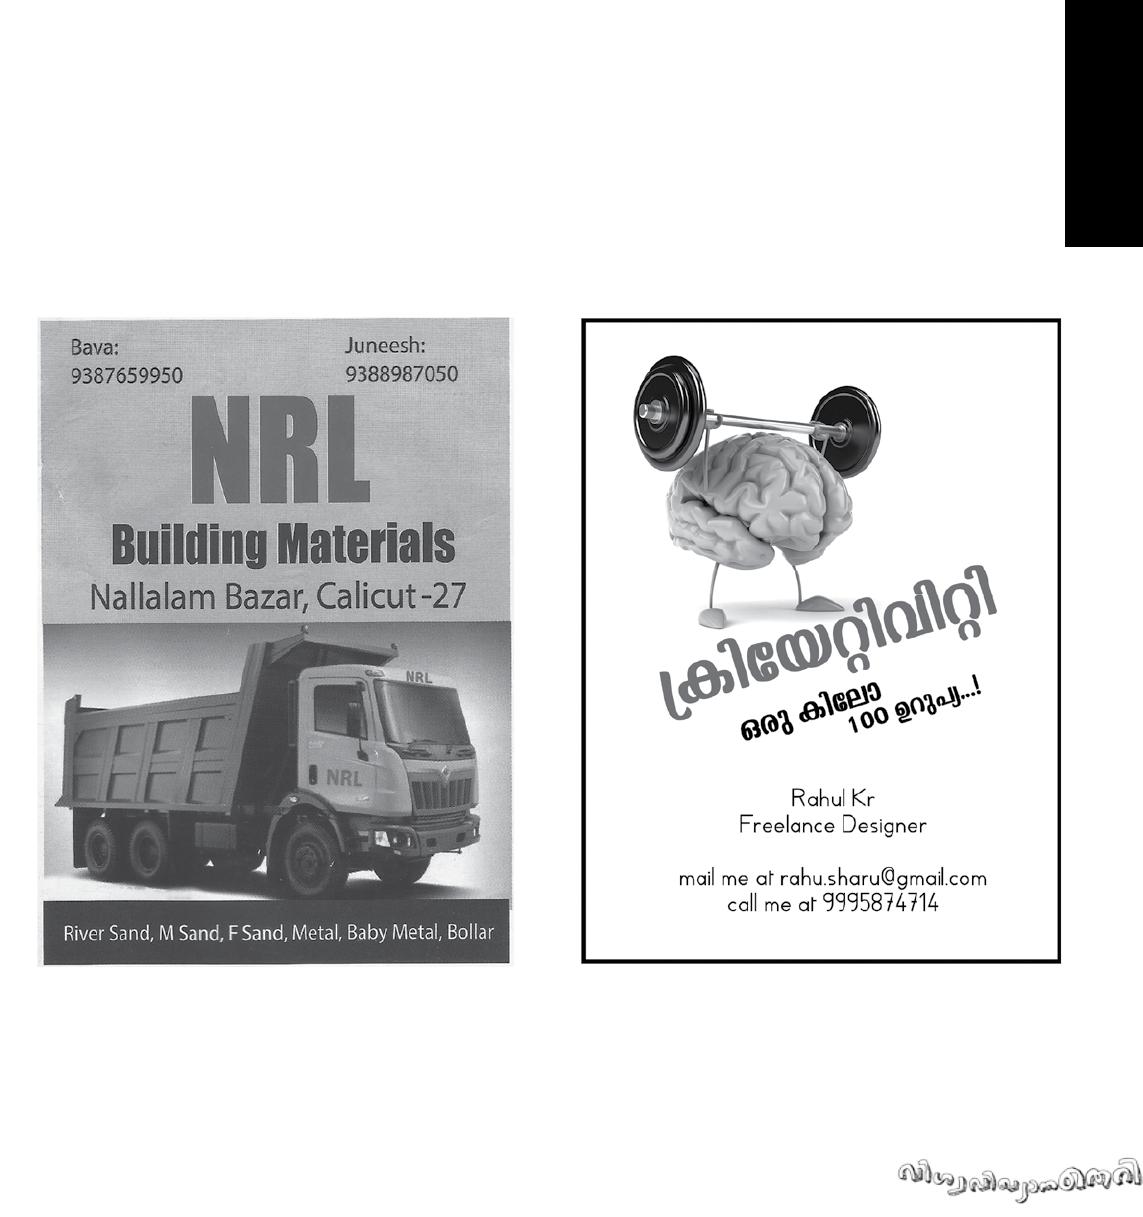 Bava:
9387659950
Juneesh:
9388987050
NRL
Building Materials
Nallalam Bazar, Calicut-27
NRL
NRL
River Sand, M Sand, F Sand, Metal, Baby Metal, Bollar
ക്രിയേറ്റിവിറ്റി
ഒരു കിലോ
100 ഉറുപ്യ...!
Rahul Kr
Freelance Designer
mail me at rahu.sharu@gmail.com
call me at 9995874714
വിശ്വവിഖ്യാതതെറി